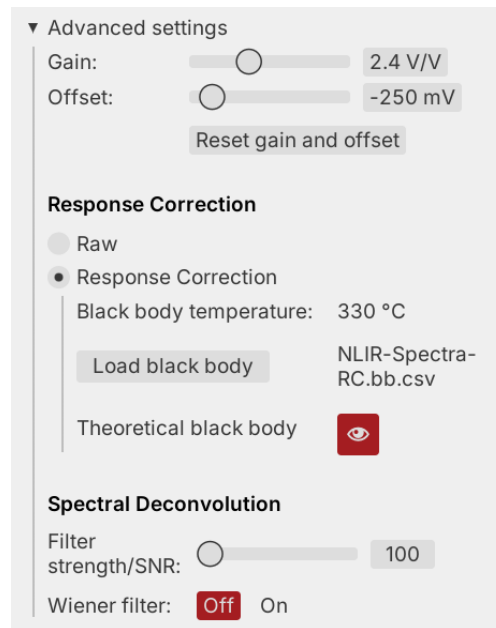 Advanced settings
Gain: 2.4 V/V
Offset: -250 mV
Reset gain and offset
Response Correction
Raw
Response Correction
Black body temperature: 330 °C
Load black body
NLIR-Spectra-
RC.bb.csv
Theoretical black body
Spectral Deconvolution
Filter
strength/SNR: 100
Wiener filter: Off On